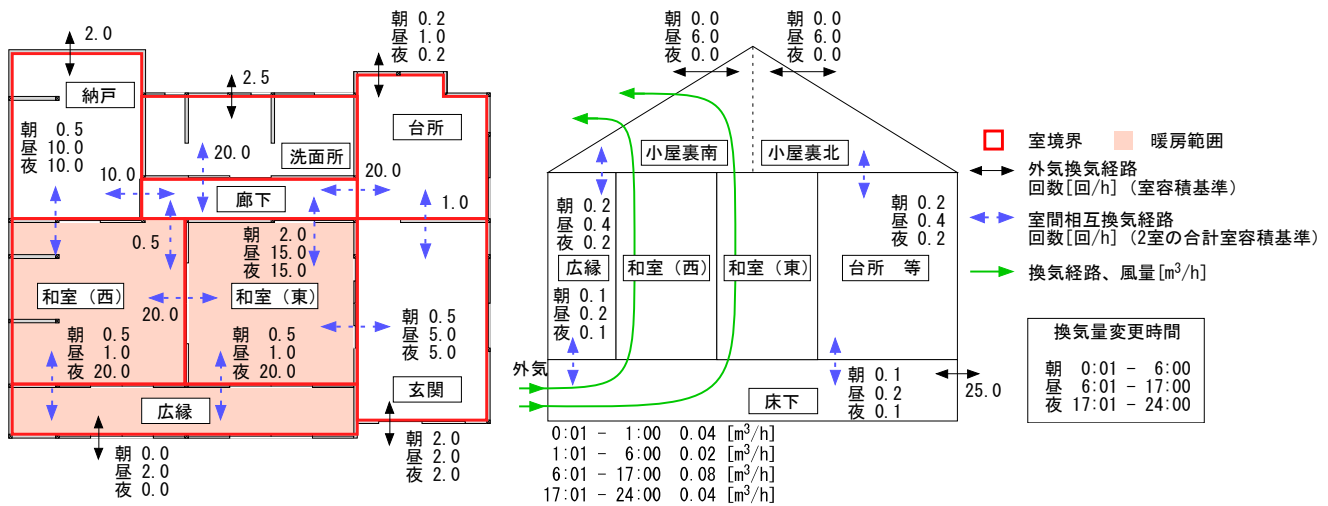 2.0
納戸
朝 0.5
昼 10.0
夜 10.0
2.5
洗面所
20.0
朝 0.2
昼 1.0
夜 0.2
台所
10.0
廊下
20.0
1.0
0.5
朝 2.0
昼 15.0
夜 15.0
和室（西）
20.0
和室（東）
朝 0.5
昼 1.0
夜 20.0
朝 0.5
昼 1.0
夜 20.0
朝 0.5
昼 5.0
夜 5.0
玄関
広縁
朝 0.0
昼 2.0
夜 0.0
朝 2.0
昼 2.0
夜 2.0
朝 0.0
昼 6.0
夜 0.0
朝 0.0
昼 6.0
夜 0.0
小屋裏南
小屋裏北
朝 0.2
昼 0.4
夜 0.2
朝 0.2
昼 0.4
夜 0.2
広縁
和室（西）
和室（東）
台所 等
朝 0.1
昼 0.2
夜 0.1
外気
床下
朝 0.1
昼 0.2
夜 0.1
25.0
0:01 - 1:00 0.04 [m³/h]
1:01 - 6:00 0.02 [m³/h]
6:01 - 17:00 0.08 [m³/h]
17:01 - 24:00 0.04 [m³/h]
室境界
暖房範囲
外気換気経路
回数[回/h]（室容積基準）
室間相互換気経路
回数[回/h]（2室の合計室容積基準）
換気経路、風量[m³/h]
換気量変更時間
朝 0:01 - 6:00
昼 6:01 - 17:00
夜 17:01 - 24:00